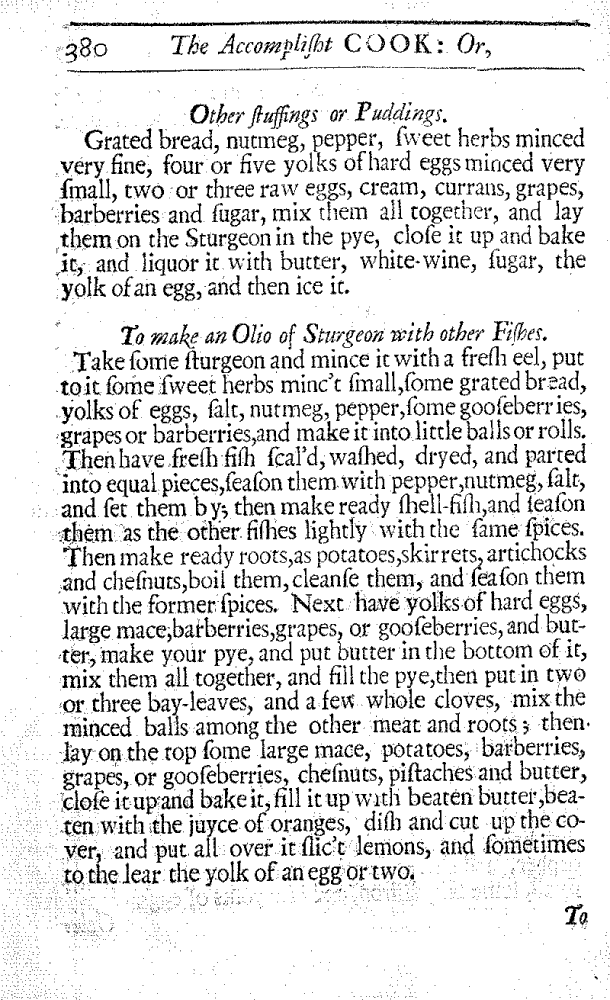 380 The Accompliſht COOK: Or,
Other ſtuffings or Puddings.
Grated bread, nutmeg, pepper, ſweet herbs minced
very fine, four or five yolks of hard eggs minced very
ſmall, two or three raw eggs, cream, currans, grapes,
barberries and ſugar, mix them all together, and lay
them on the Sturgeon in the pye, cloſe it up and bake
it, and liquor it with butter, white-wine, ſugar, the
yolk of an egg, and then ice it.
To make an Olio of Sturgeon with other Fiſhes.
Take ſome ſturgeon and mince it with a freſh eel, put
to it ſome ſweet herbs minc't ſmall, ſome grated bread,
yolks of eggs, ſalt, nutmeg, pepper, ſome gooſeberries,
grapes or barberries, and make it into little balls or rolls.
Then have freſh fiſh ſcal'd, waſhed, dryed, and parted
into equal pieces, ſeaſon them with pepper, nutmeg, ſalt,
and ſet them by; then make ready ſhell-fiſh, and ſeaſon
them as the other fiſhes lightly with the ſame ſpices.
Then make ready roots, as potatoes, skirrets, artichocks
and cheſnuts, boil them, cleanſe them, and ſeaſon them
with the former ſpices. Next have yolks of hard eggs,
large mace, barberries, grapes, or gooſeberries, and but-
ter, make your pye, and put butter in the bottom of it,
mix them all together, and fill the pye, then put in two
or three bay-leaves, and a few whole cloves, mix the
minced balls among the other meat and roots; then
lay on the top ſome large mace, potatoes, barberries,
grapes, or gooſeberries, cheſnuts, piſtaches and butter,
cloſe it up and bake it, fill it up with beaten butter, bea-
ten with the juyce of oranges, diſh and cut up the co-
ver, and put all over it ſlic't lemons, and ſometimes
to the lear the yolk of an egg or two.
To